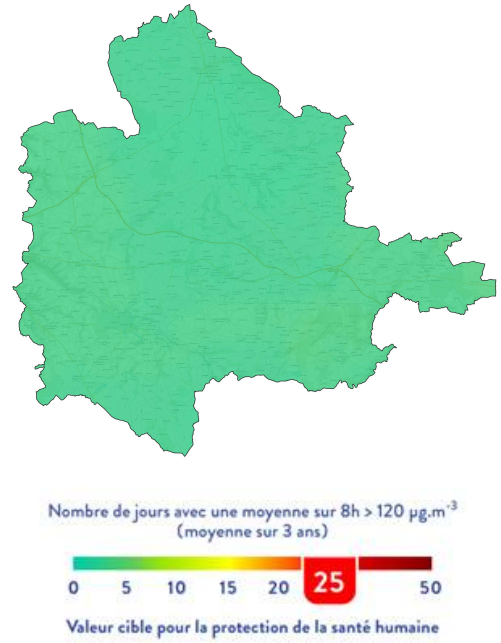 Nombre de jours avec une moyenne sur 8h > 120 µg.m⁻³
(moyenne sur 3 ans)
0 5 10 15 20 25 50
Valeur cible pour la protection de la santé humaine